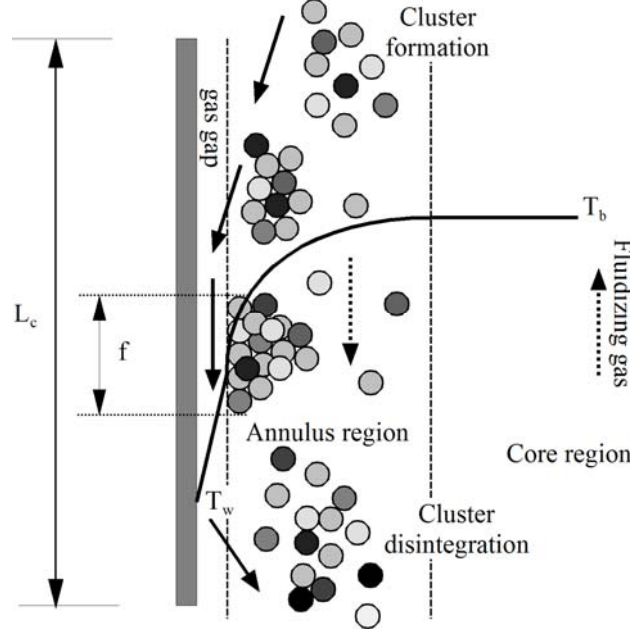 Cluster
formation
gas gap
T_b
Fluidizing gas
L_c
f
Annulus region
Core region
T_w
Cluster
disintegration